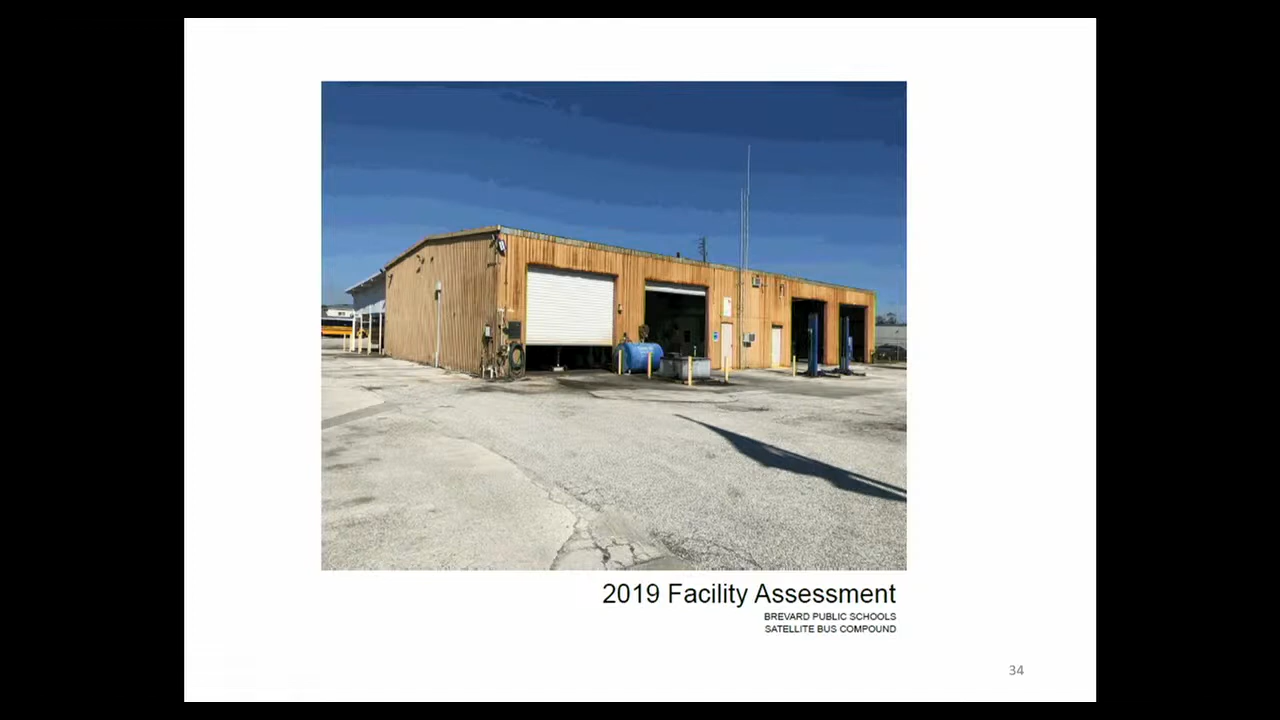 2019 Facility Assessment
BREVARD PUBLIC SCHOOLS
SATELLITE BUS COMPOUND
34